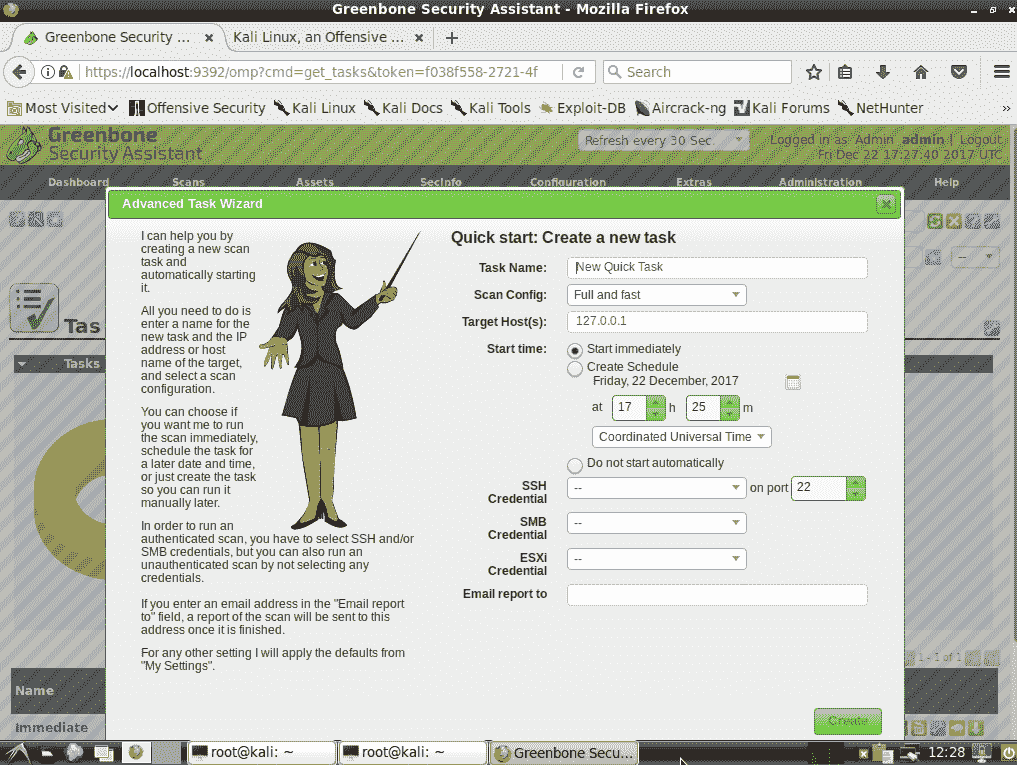 Greenbone Security Assistant - Mozilla Firefox
Greenbone Security ... × Kali Linux, an Offensive ... ×
https://localhost:9392/omp?cmd=get_tasks&token=f038f558-2721-4f Search
Most Visited Offensive Security Kali Linux Kali Docs Kali Tools Exploit-DB Aircrack-ng Kali Forums NetHunter »
Greenbone
Security Assistant
Refresh every 30 Sec.
Logged in as Admin admin | Logout
Fri Dec 22 17:27:40 2017 UTC
Dashboard Scans Assets SecInfo Configuration Extras Administration Help
Advanced Task Wizard
I can help you by
creating a new scan
task and
automatically starting
it.
All you need to do is
enter a name for the
new task and the IP
address or host
name of the target,
and select a scan
configuration.
You can choose if
you want me to run
the scan immediately,
schedule the task for
a later date and time,
or just create the task
so you can run it
manually later.
In order to run an
authenticated scan, you have to select SSH and/or
SMB credentials, but you can also run an
unauthenticated scan by not selecting any
credentials.
If you enter an email address in the "Email report
to" field, a report of the scan will be sent to this
address once it is finished.
For any other setting I will apply the defaults from
"My Settings".
Quick start: Create a new task
Task Name: New Quick Task
Scan Config: Full and fast
Target Host(s): 127.0.0.1
Start time: Start immediately
Create Schedule
Friday, 22 December, 2017
at 17 h 25 m
Coordinated Universal Time
Do not start automatically
SSH
Credential -- on port 22
SMB
Credential --
ESXi
Credential --
Email report to
Create
--
Tas
Tasks
1 - 1 of 1
Name
Immediate
root@kali: ~ root@kali: ~ Greenbone Secu... 12:28